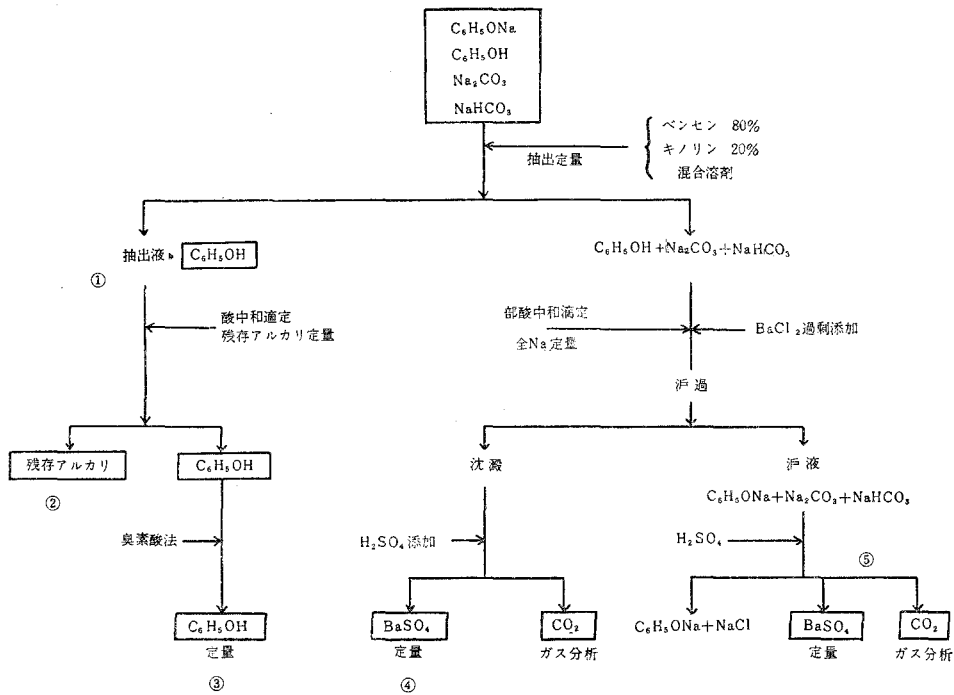 C₆H₅ONa
C₆H₅OH
Na₂CO₃
NaHCO₃
ベンセン 80%
キノリン 20%
混合溶剤
抽出定量
抽出液 C₆H₅OH
C₆H₅OH+Na₂CO₃+NaHCO₃
①
酸中和適定
残存アルカリ定量
部酸中和滴定
全Na定量
BaCl₂過剰添加
沪過
残存アルカリ
C₆H₅OH
沈澱
沪液
②
C₆H₅ONa+Na₂CO₃+NaHCO₃
臭素酸法
H₂SO₄添加
H₂SO₄
⑤
C₆H₅OH
BaSO₄
CO₂
C₆H₅ONa+NaCl
BaSO₄
CO₂
定量
定量
ガス分析
定量
ガス分析
③
④